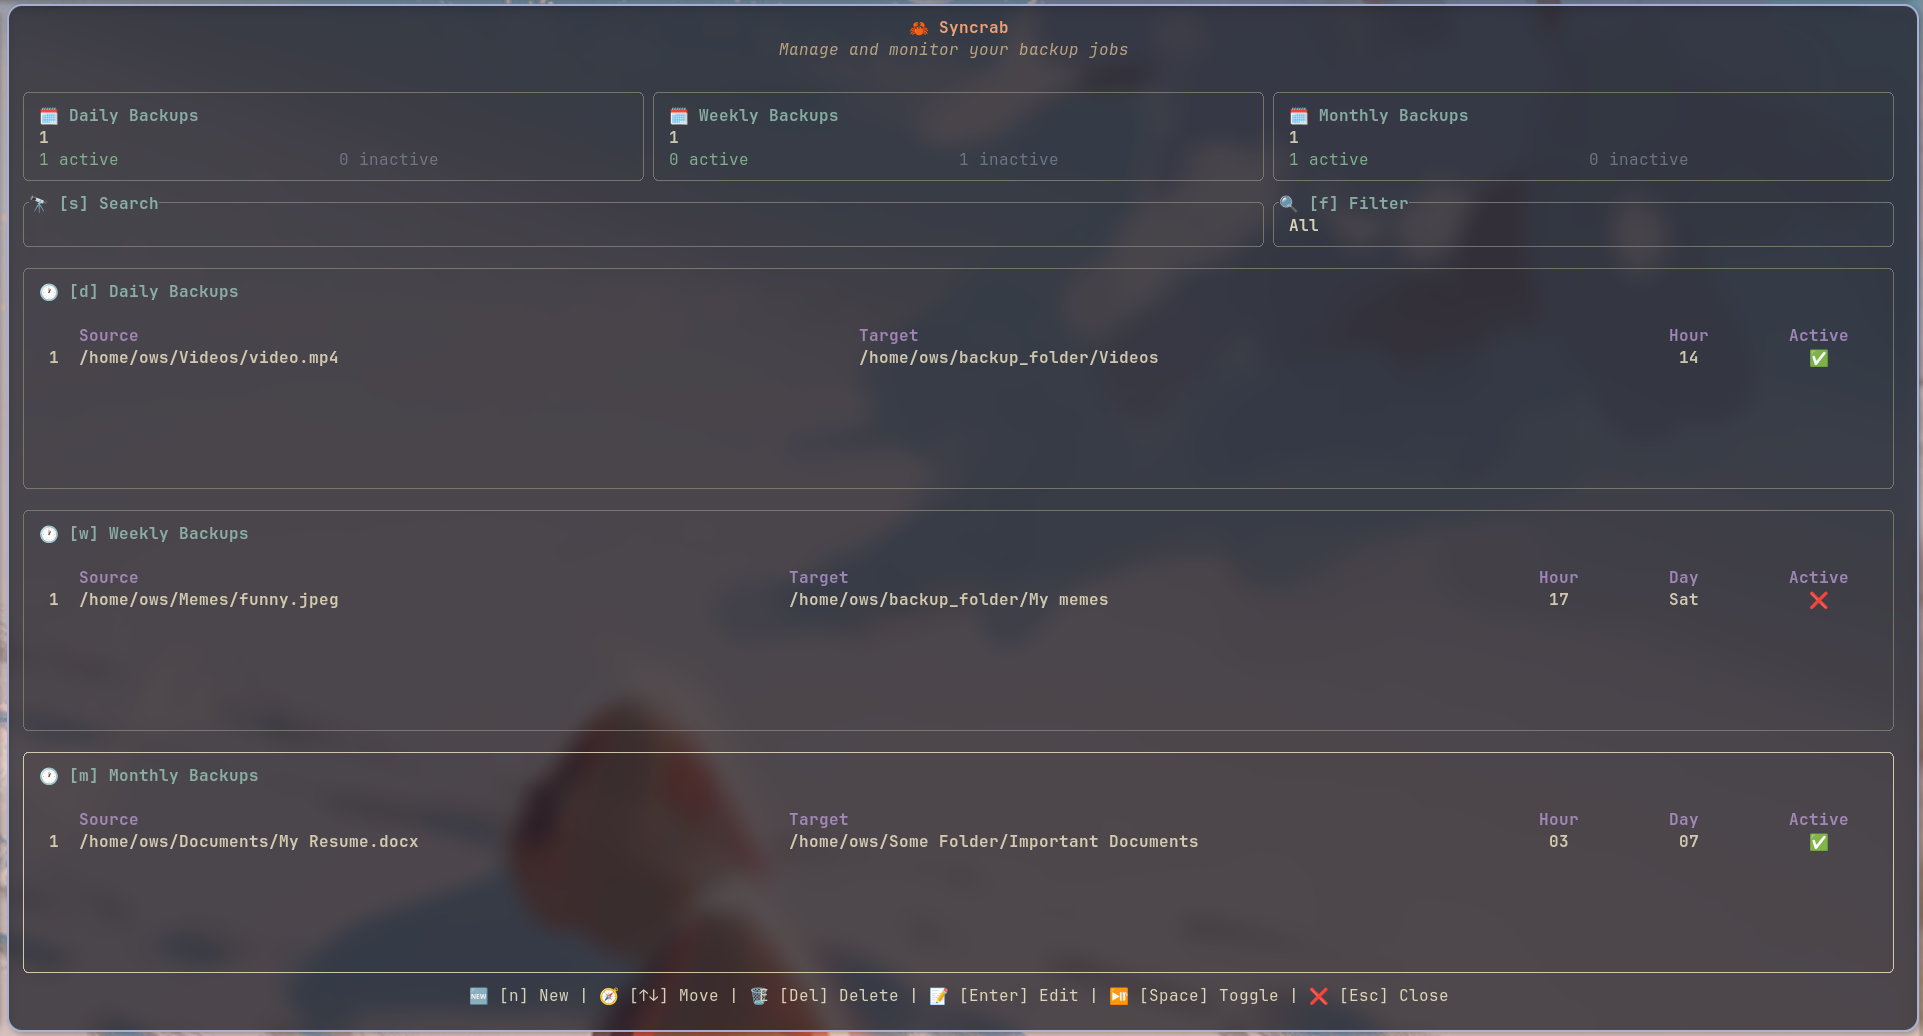 🦀 Syncrab
Manage and monitor your backup jobs
🗓️ Daily Backups
1
1 active 0 inactive
🗓️ Weekly Backups
1
0 active 1 inactive
🗓️ Monthly Backups
1
1 active 0 inactive
🔭 [s] Search
🔍 [f] Filter
All
🕐 [d] Daily Backups
Source Target Hour Active
1 /home/ows/Videos/video.mp4 /home/ows/backup_folder/Videos 14 ✅
🕐 [w] Weekly Backups
Source Target Hour Day Active
1 /home/ows/Memes/funny.jpeg /home/ows/backup_folder/My memes 17 Sat ❌
🕐 [m] Monthly Backups
Source Target Hour Day Active
1 /home/ows/Documents/My Resume.docx /home/ows/Some Folder/Important Documents 03 07 ✅
🆕 [n] New | 🧭 [↑↓] Move | 🗑️ [Del] Delete | 📝 [Enter] Edit | ⏯️ [Space] Toggle | ❌ [Esc] Close